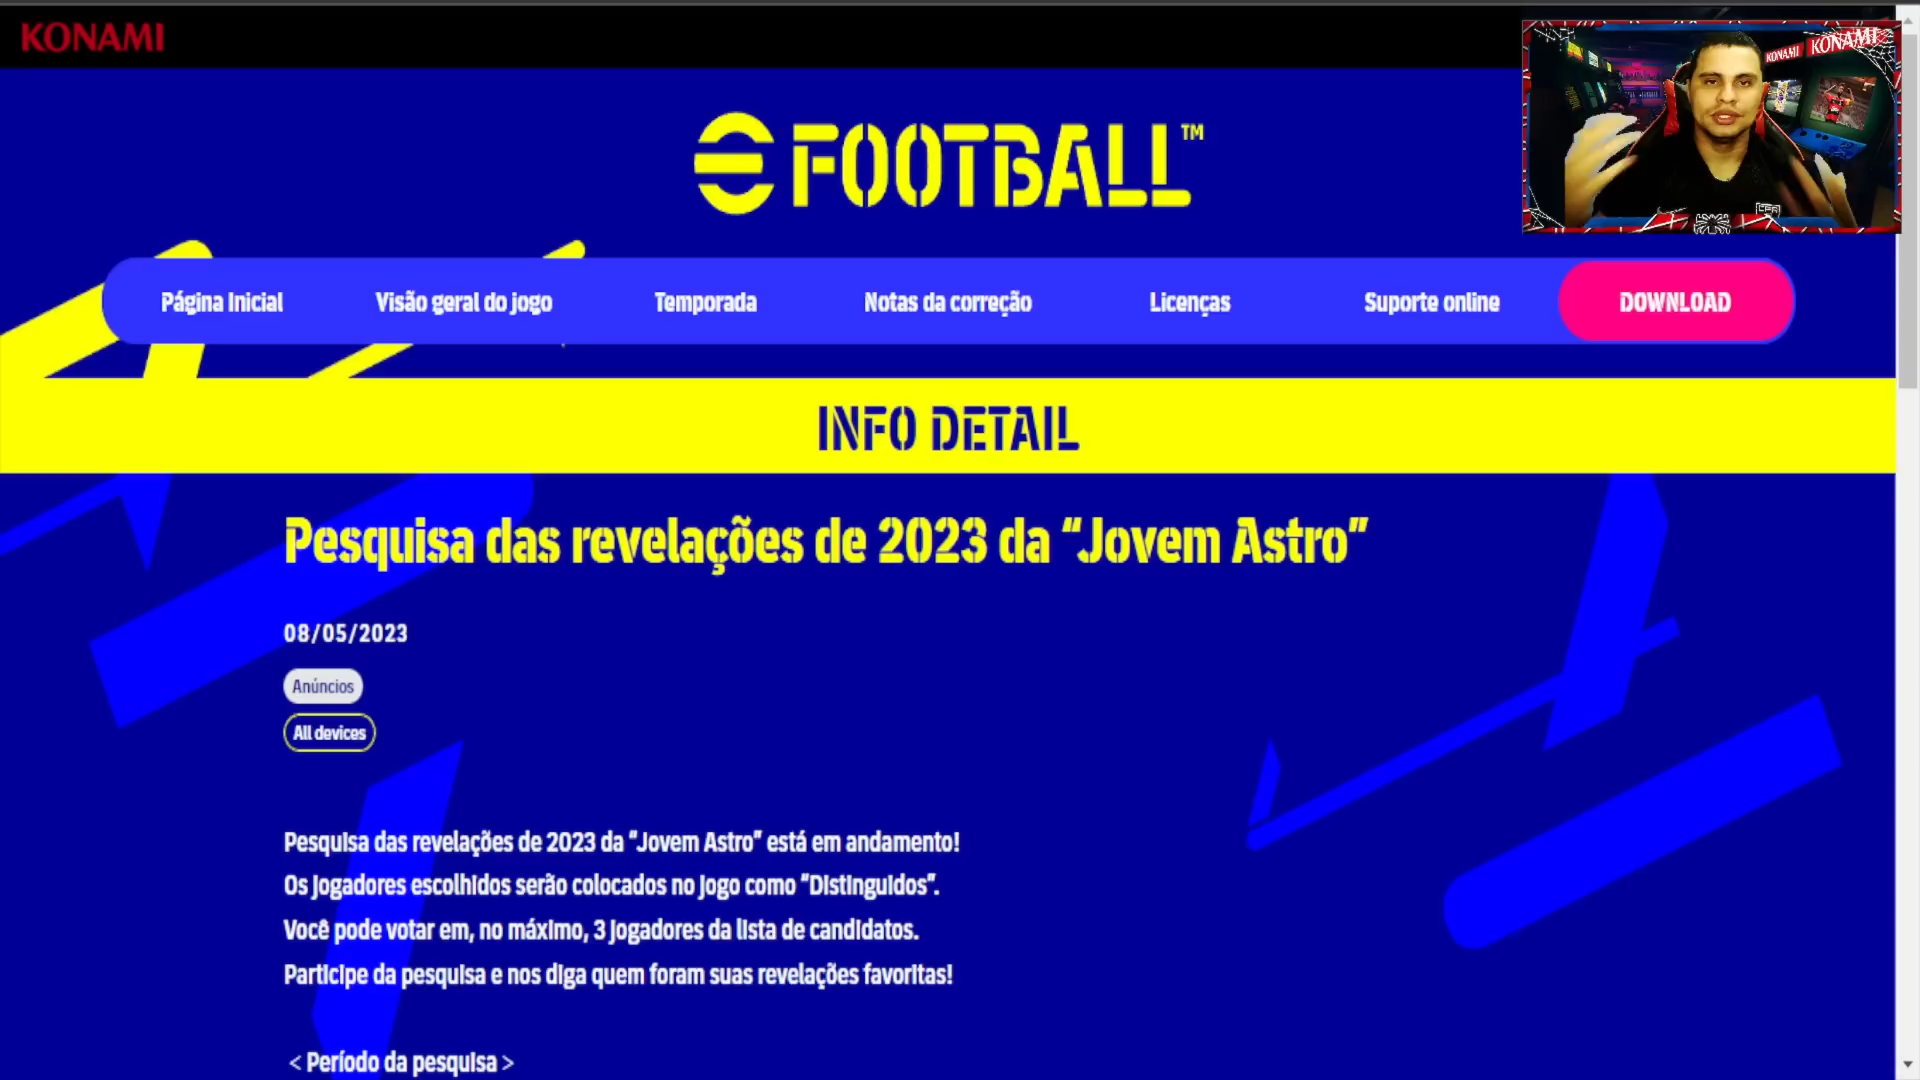 KONAMI
KONAMI KONAMI
eFOOTBALL™
Página Inicial Visão geral do jogo Temporada Notas da correção Licenças Suporte online DOWNLOAD
INFO DETAIL
Pesquisa das revelações de 2023 da “Jovem Astro”
08/05/2023
Anúncios
All devices
Pesquisa das revelações de 2023 da "Jovem Astro" está em andamento!
Os jogadores escolhidos serão colocados no jogo como "Distinguidos".
Você pode votar em, no máximo, 3 jogadores da lista de candidatos.
Participe da pesquisa e nos diga quem foram suas revelações favoritas!
< Período da pesquisa >